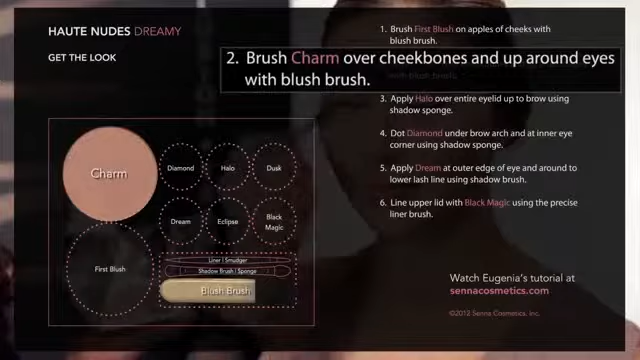 HAUTE NUDES DREAMY
GET THE LOOK
1. Brush First Blush on apples of cheeks with
blush brush.
2. Brush Charm over cheekbones and up around eyes
with blush brush.
with blush brush.
3. Apply Halo over entire eyelid up to brow using
shadow sponge.
4. Dot Diamond under brow arch and at inner eye
corner using shadow sponge.
5. Apply Dream at outer edge of eye and around to
lower lash line using shadow brush.
6. Line upper lid with Black Magic using the precise
liner brush.
Charm
Diamond
Halo
Dusk
Dream
Eclipse
Black
Magic
First Blush
Liner | Smudger
Shadow Brush | Sponge
Blush Brush
Watch Eugenia's tutorial at
sennacosmetics.com
©2012 Senna Cosmetics, Inc.